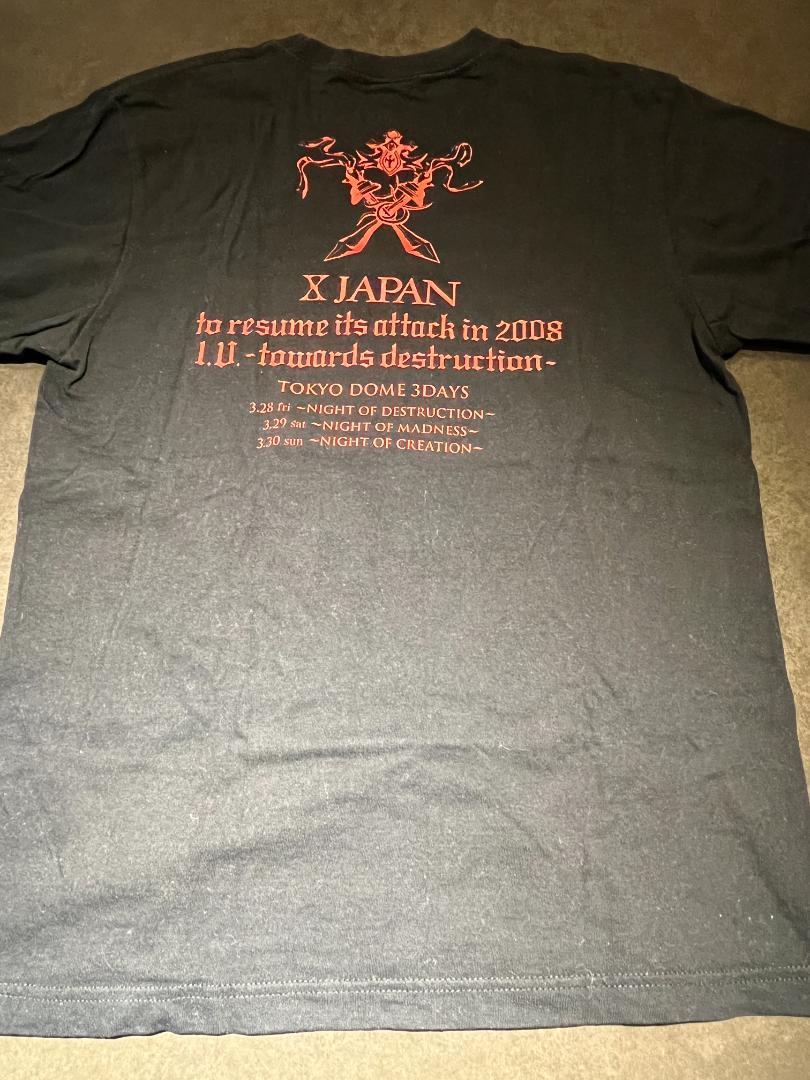 X JAPAN
to resume its attack in 2008
I.V. -towards destruction-
TOKYO DOME 3DAYS
3.28 fri ~NIGHT OF DESTRUCTION~
3.29 sat ~NIGHT OF MADNESS~
3.30 sun ~NIGHT OF CREATION~